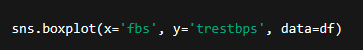 sns.boxplot(x='fbs', y='trestbps', data=df)